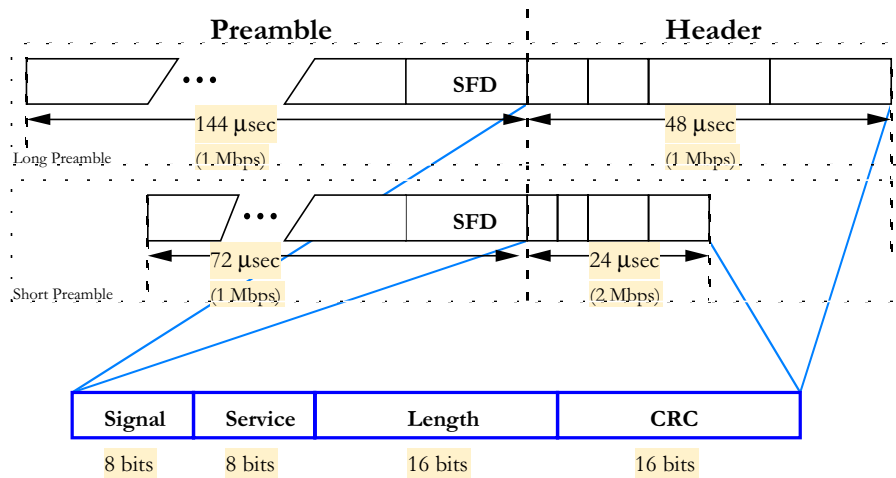 Preamble Header
SFD
144 μsec 48 μsec
(1 Mbps) (1 Mbps)
Long Preamble
SFD
72 μsec 24 μsec
(1 Mbps) (2 Mbps)
Short Preamble
Signal Service Length CRC
8 bits 8 bits 16 bits 16 bits